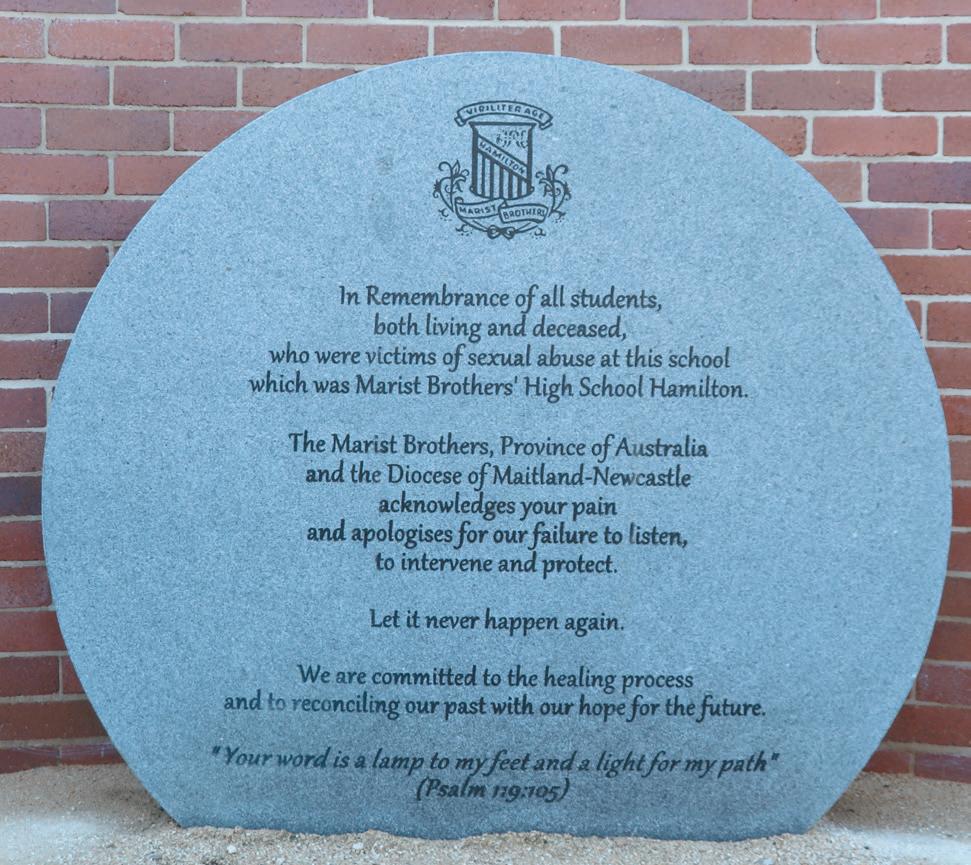 VIRILITER AGE
HAMILTON
MARIST BROTHERS
In Remembrance of all students,
both living and deceased,
who were victims of sexual abuse at this school
which was Marist Brothers' High School Hamilton.
The Marist Brothers, Province of Australia
and the Diocese of Maitland-Newcastle
acknowledges your pain
and apologises for our failure to listen,
to intervene and protect.
Let it never happen again.
We are committed to the healing process
and to reconciling our past with our hope for the future.
"Your word is a lamp to my feet and a light for my path"
(Psalm 119:105)